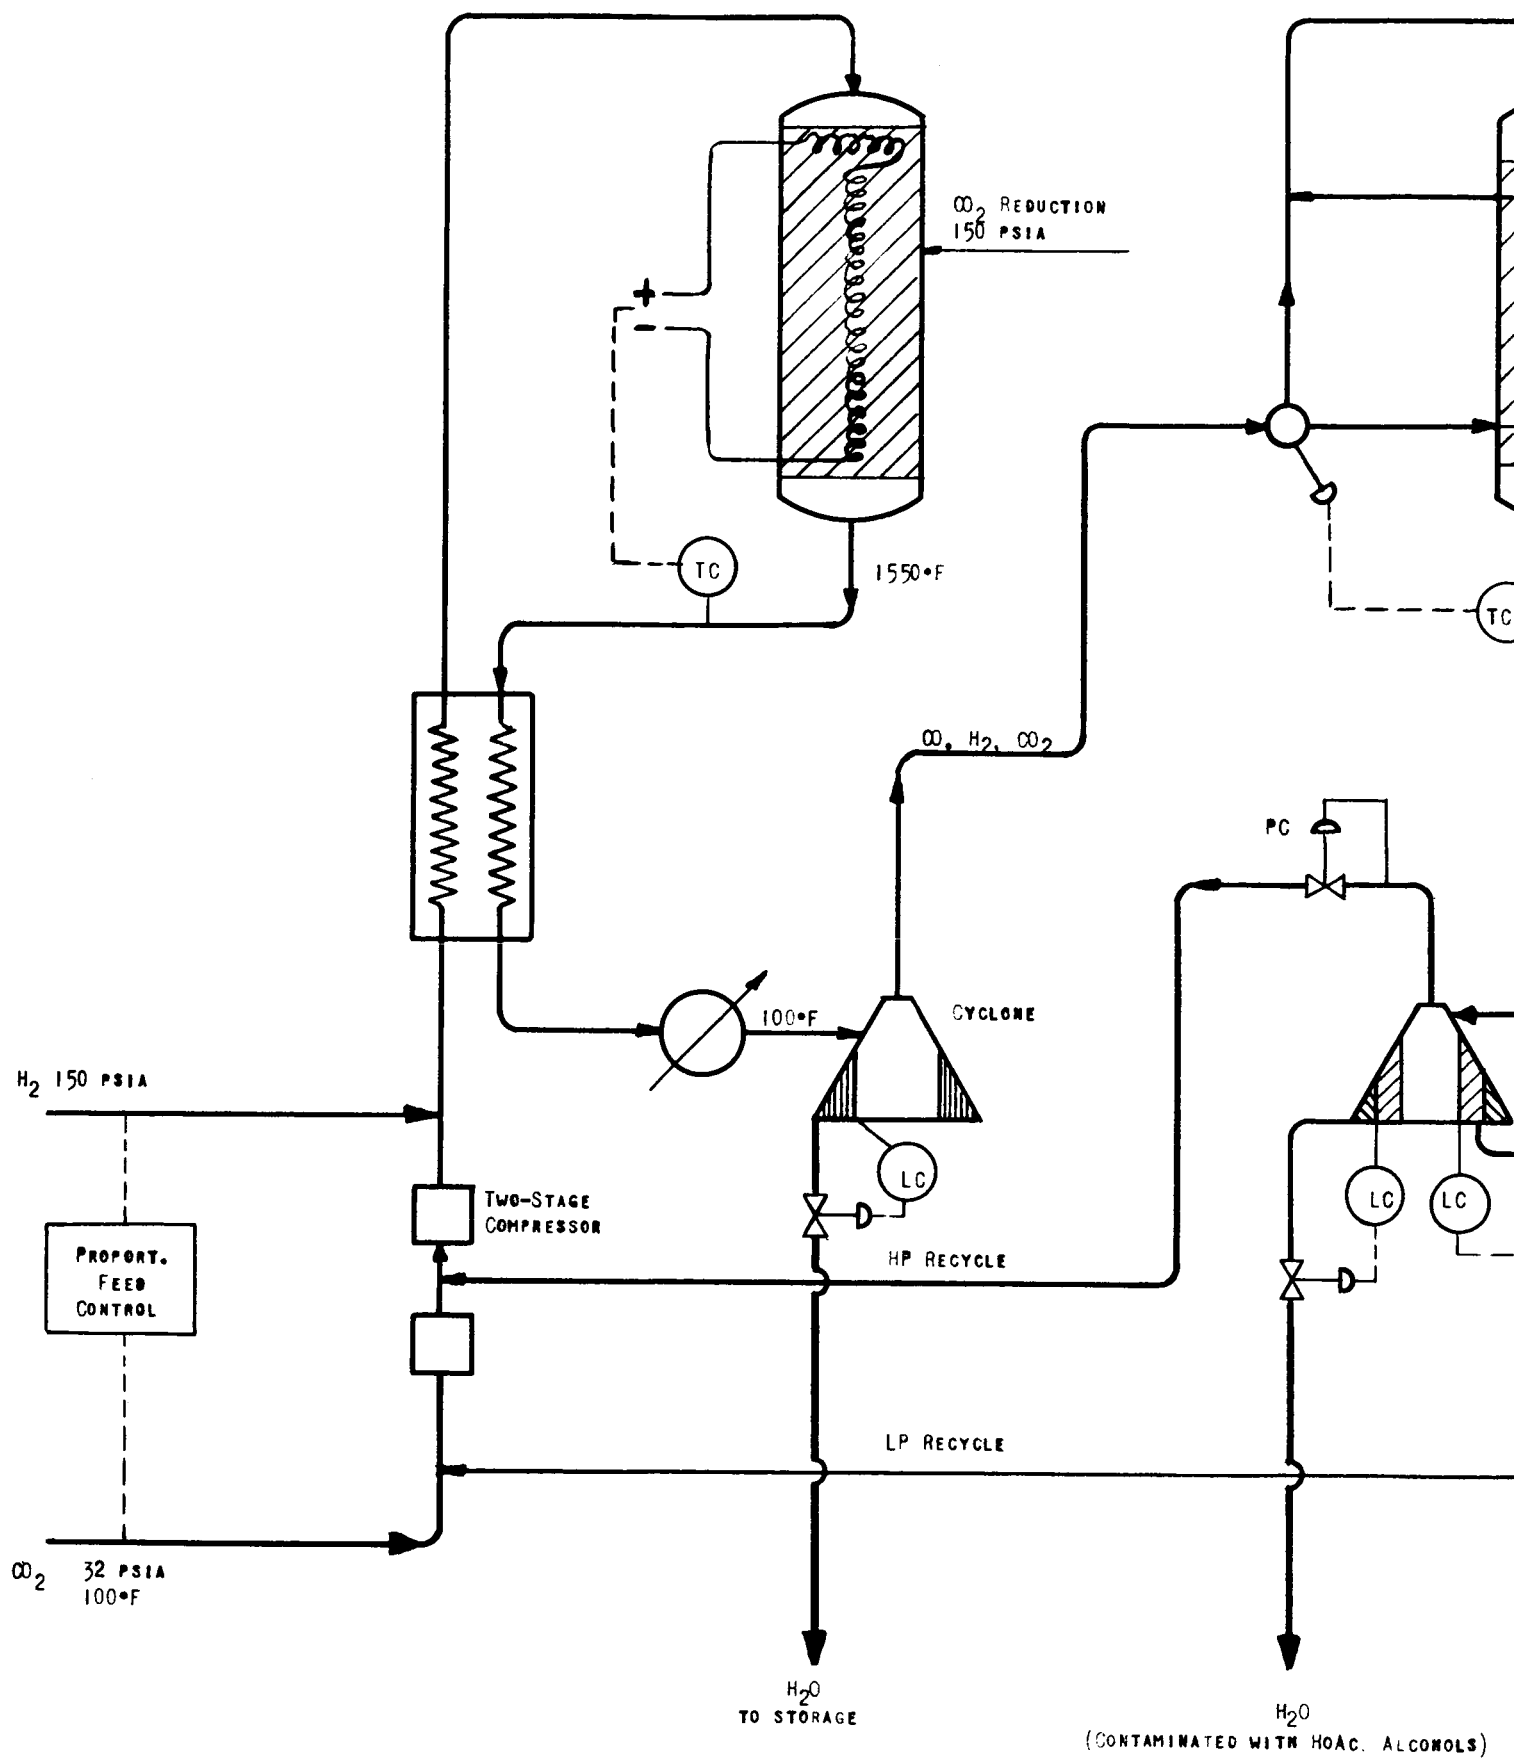 CO2 REDUCTION
150 PSIA
+
-
TC
1550°F
TC
CO, H2, CO2
PC
100°F
CYCLONE
H2 150 PSIA
LC
LC
LC
TWO-STAGE
COMPRESSOR
PROPORT.
FEED
CONTROL
HP RECYCLE
LP RECYCLE
CO2 32 PSIA
100°F
H2O
TO STORAGE
H2O
(CONTAMINATED WITH HOAC. ALCOHOLS)